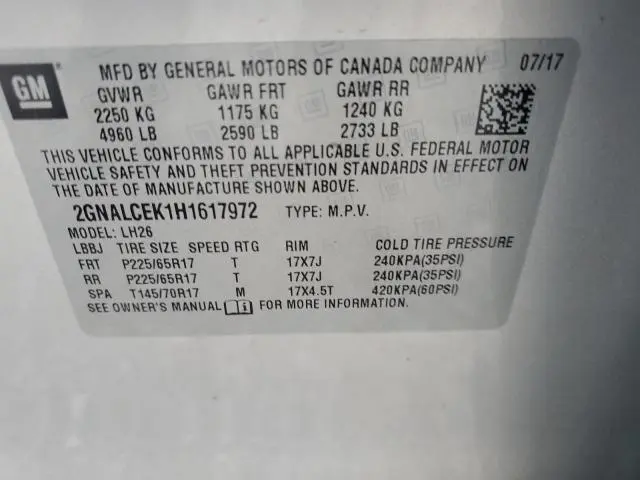 GM
MFD BY GENERAL MOTORS OF CANADA COMPANY 07/17
GVWR GAWR FRT GAWR RR
2250 KG 1175 KG 1240 KG
4960 LB 2590 LB 2733 LB
THIS VEHICLE CONFORMS TO ALL APPLICABLE U.S. FEDERAL MOTOR
VEHICLE SAFETY AND THEFT PREVENTION STANDARDS IN EFFECT ON
THE DATE OF MANUFACTURE SHOWN ABOVE.
2GNALCEK1H1617972 TYPE: M.P.V.
MODEL: LH26
LBBJ TIRE SIZE SPEED RTG RIM COLD TIRE PRESSURE
FRT P225/65R17 T 17X7J 240KPA(35PSI)
RR P225/65R17 T 17X7J 240KPA(35PSI)
SPA T145/70R17 M 17X4.5T 420KPA(60PSI)
SEE OWNER'S MANUAL FOR MORE INFORMATION.